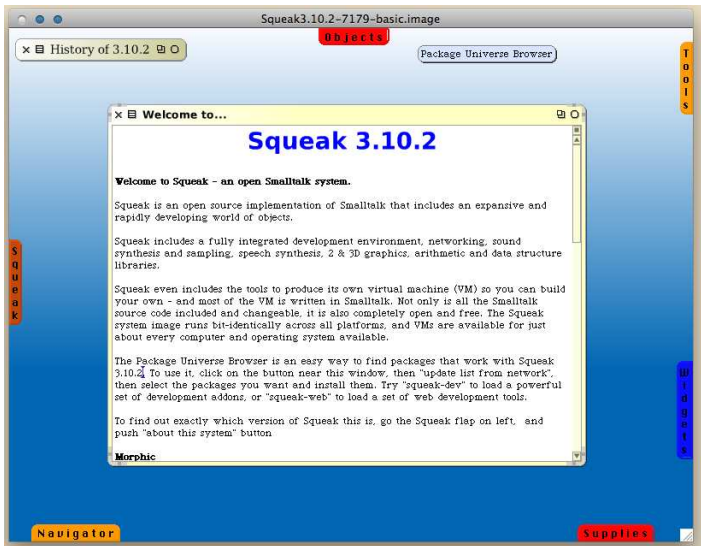 Squeak3.10.2-7179-basic.image
Objects
History of 3.10.2
Package Universe Browser
Tools
Welcome to...
Squeak 3.10.2
Welcome to Squeak - an open Smalltalk system.
Squeak is an open source implementation of Smalltalk that includes an expansive and
rapidly developing world of objects.
Squeak includes a fully integrated development environment, networking, sound
synthesis and sampling, speech synthesis, 2 & 3D graphics, arithmetic and data structure
libraries.
Squeak even includes the tools to produce its own virtual machine (VM) so you can build
your own - and most of the VM is written in Smalltalk. Not only is all the Smalltalk
source code included and changeable, it is also completely open and free. The Squeak
system image runs bit-identically across all platforms, and VMs are available for just
about every computer and operating system available.
The Package Universe Browser is an easy way to find packages that work with Squeak
3.10.2. To use it, click on the button near this window, then "update list from network",
then select the packages you want and install them. Try "squeak-dev" to load a powerful
set of development addons, or "squeak-web" to load a set of web development tools.
To find out exactly which version of Squeak this is, go the Squeak flap on left, and
push "about this system" button
Morphic
Squeak
Widgets
Navigator
Supplies